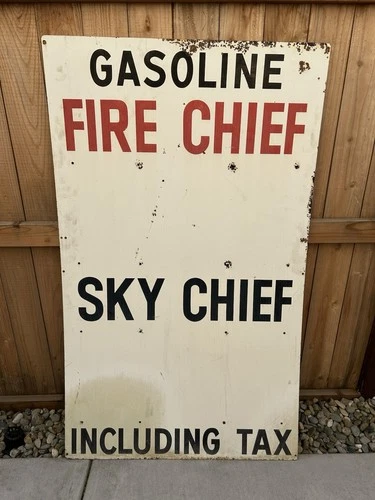 GASOLINE
FIRE CHIEF
SKY CHIEF
INCLUDING TAX